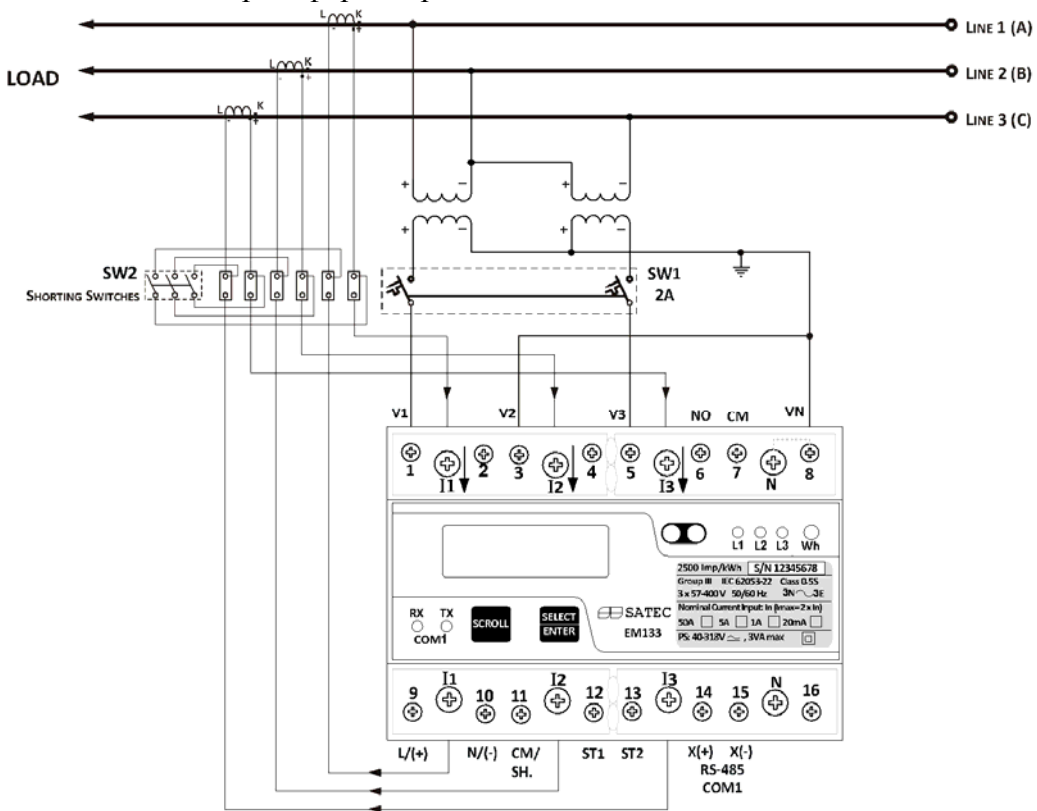 L K
LINE 1 (A)
L K
LINE 2 (B)
LOAD
L K
LINE 3 (C)
+ − + −
+ − + −
SW2
SHORTING SWITCHES
SW1
2A
V1 V2 V3 NO CM VN
1 I1 2 3 I2 4 5 I3 6 7 N 8
L1 L2 L3 Wh
2500 Imp/kWh S/N 12345678
Group III IEC 62053-22 Class 0.5S
3 x 57-400 V 50/60 Hz 3N 3E
Nominal Current Input: In (Imax=2 x In)
50A 5A 1A 20mA
PS: 40-318V , 3VA max
RX TX
COM1
SCROLL
SELECT
ENTER
SATEC
EM133
9 I1 10 11 I2 12 13 I3 14 15 N 16
L/(+) N/(-) CM/ ST1 ST2 X(+) X(-)
SH.
RS-485
COM1